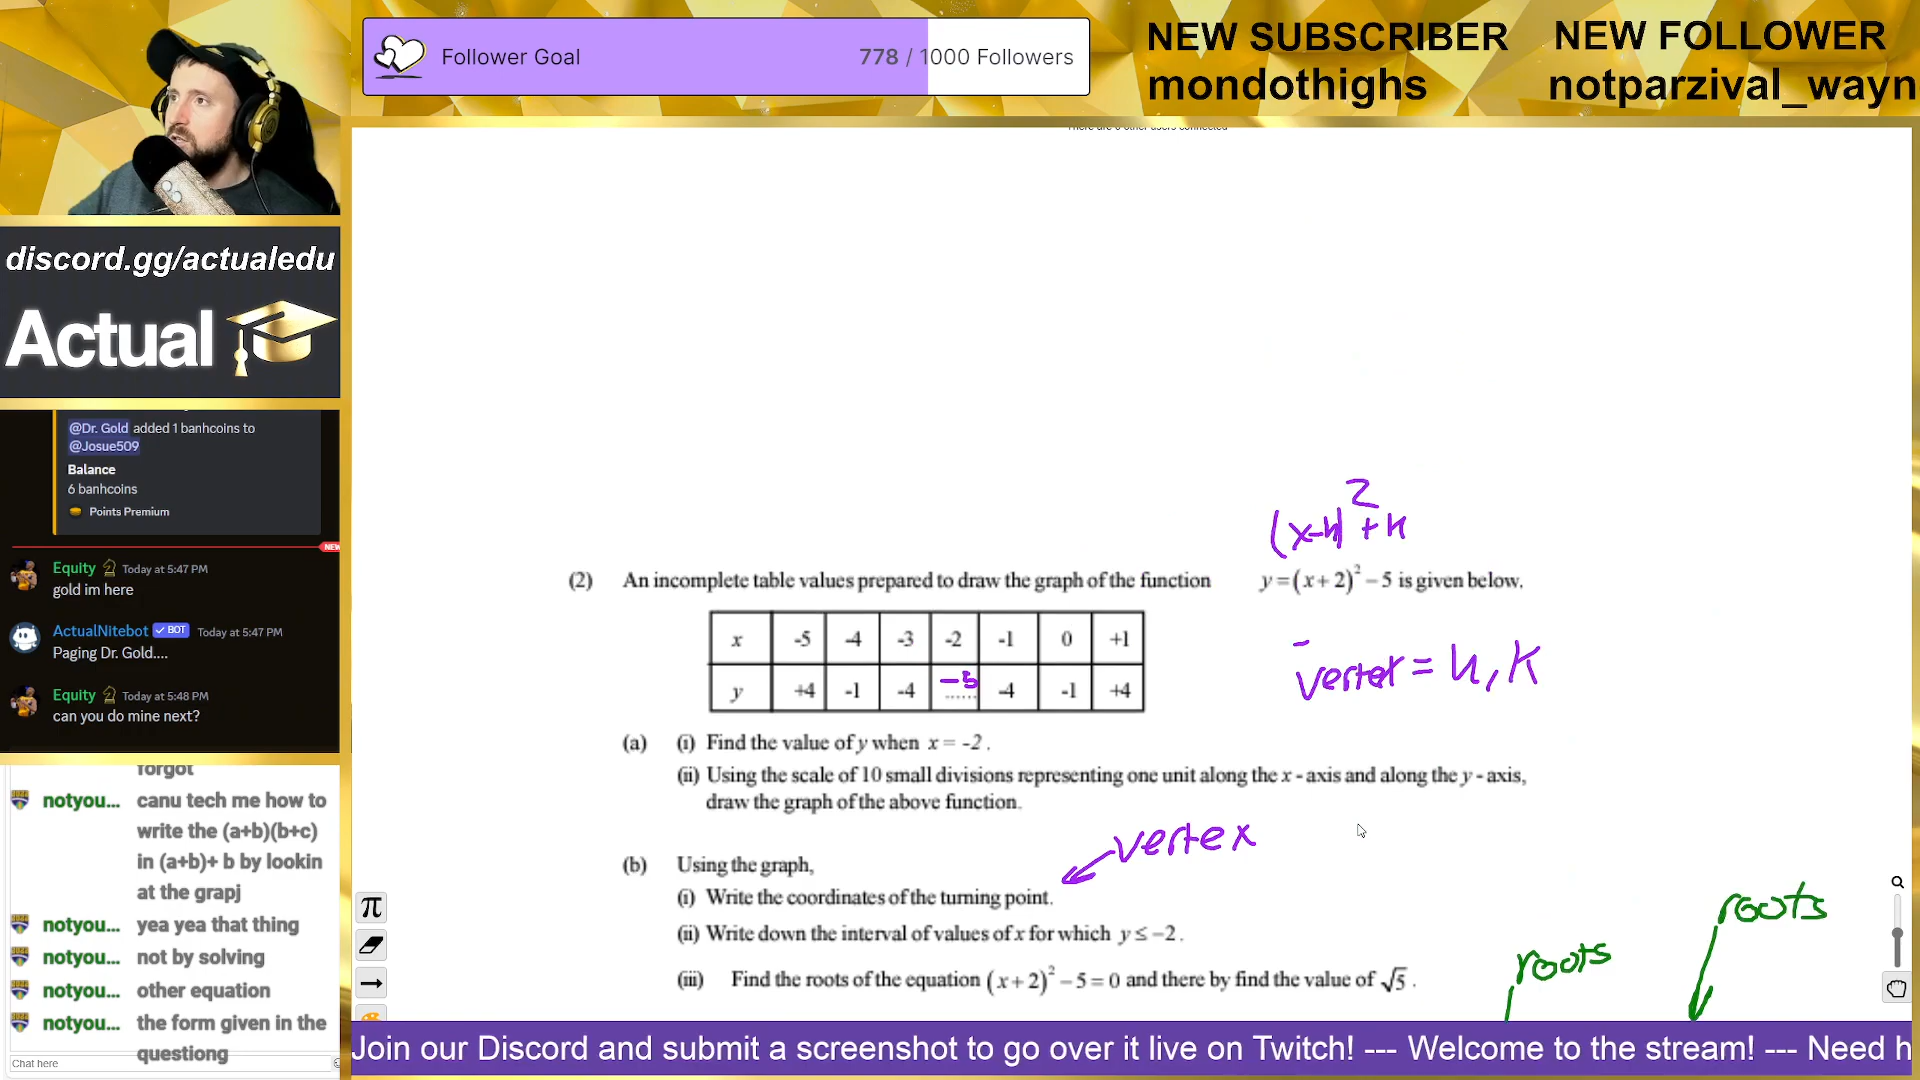 Follower Goal
778 / 1000 Followers
NEW SUBSCRIBER
mondothighs
NEW FOLLOWER
notparzival_wayn
There are 6 other users connected
discord.gg/actualedu
Actual
@Dr. Gold added 1 banhcoins to
@Josue509
Balance
6 banhcoins
Points Premium
NEW
Equity Today at 5:47 PM
gold im here
ActualNitebot ✓ BOT Today at 5:47 PM
Paging Dr. Gold....
Equity Today at 5:48 PM
can you do mine next?
forgot
notyou... canu tech me how to
write the (a+b)(b+c)
in (a+b)+ b by lookin
at the grapj
notyou... yea yea that thing
notyou... not by solving
notyou... other equation
notyou... the form given in the
questiong
Chat here
(x-h)² + k
(2) An incomplete table values prepared to draw the graph of the function y = (x + 2)² – 5 is given below.
x -5 -4 -3 -2 -1 0 +1
y +4 -1 -4 -5 ...... -4 -1 +4
vertex = h, k
(a) (i) Find the value of y when x = -2 .
(ii) Using the scale of 10 small divisions representing one unit along the x - axis and along the y - axis,
draw the graph of the above function.
vertex
(b) Using the graph,
(i) Write the coordinates of the turning point.
(ii) Write down the interval of values of x for which y ≤ −2 .
(iii) Find the roots of the equation (x + 2)² – 5 = 0 and there by find the value of √5 .
roots
roots
π
Join our Discord and submit a screenshot to go over it live on Twitch! --- Welcome to the stream! --- Need h